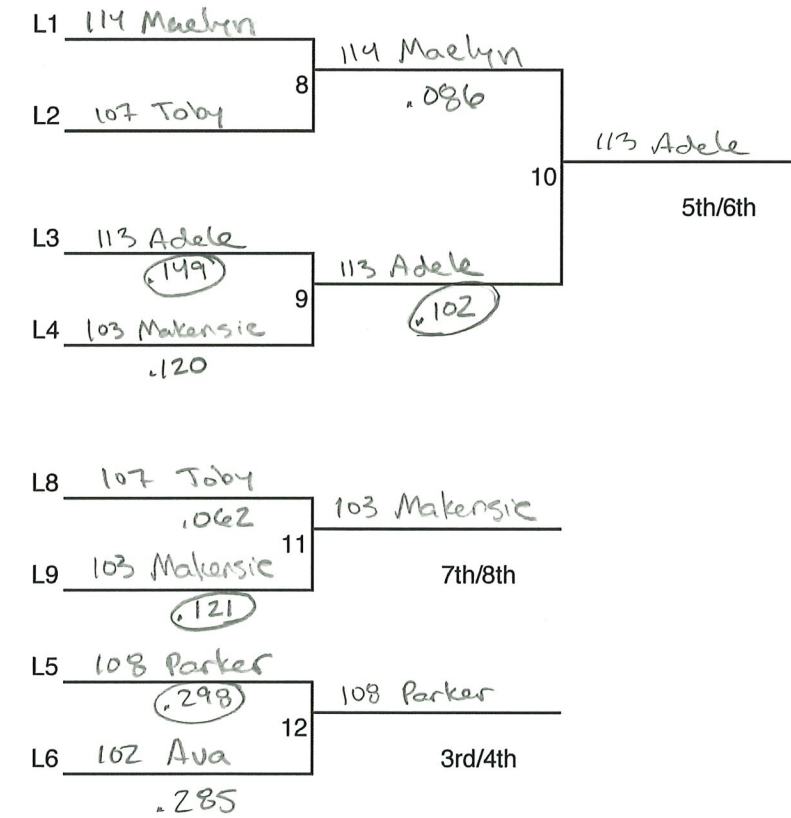 L1 114 Maelyn
114 Maelyn
8
.086
L2 107 Toby
113 Adele
10
5th/6th
L3 113 Adele
.149
113 Adele
9
.102
L4 103 Makensie
.120
L8 107 Toby
.062
103 Makensie
11
L9 103 Makensie
7th/8th
.121
L5 108 Parker
.298
108 Parker
12
L6 102 Ava
3rd/4th
.285